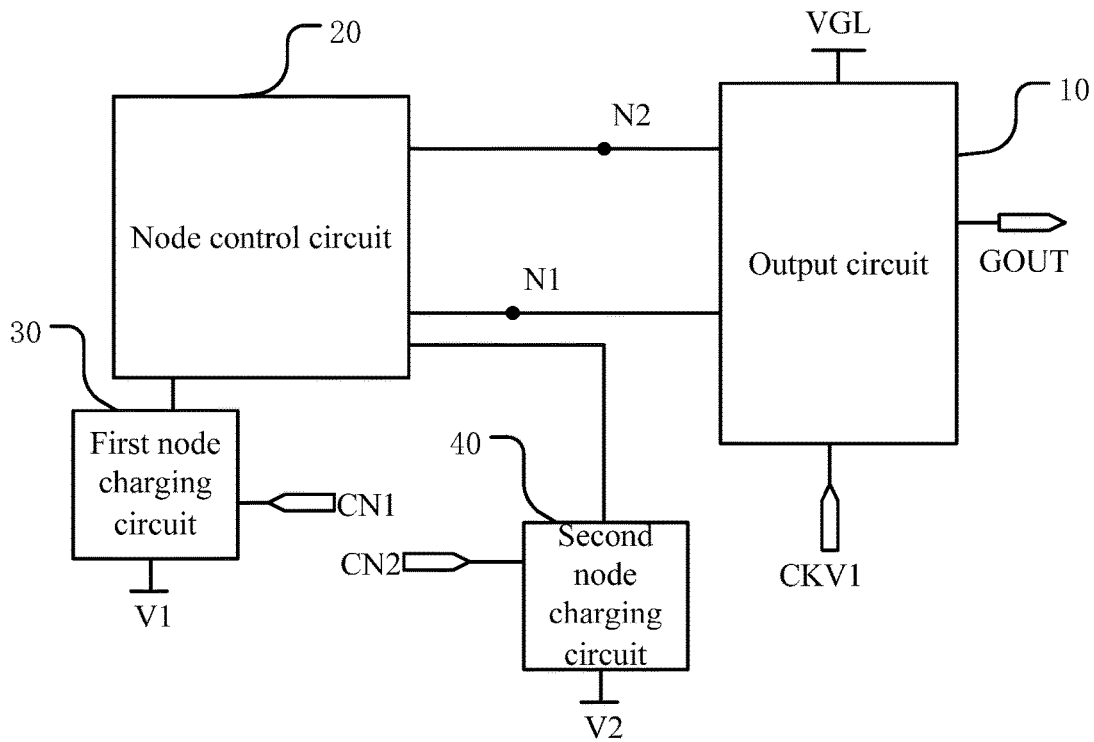 VGL
20
10
N2
Node control circuit
Output circuit
GOUT
N1
30
First node
charging
circuit
CN1
40
Second
node
charging
circuit
CN2
CKV1
V1
V2